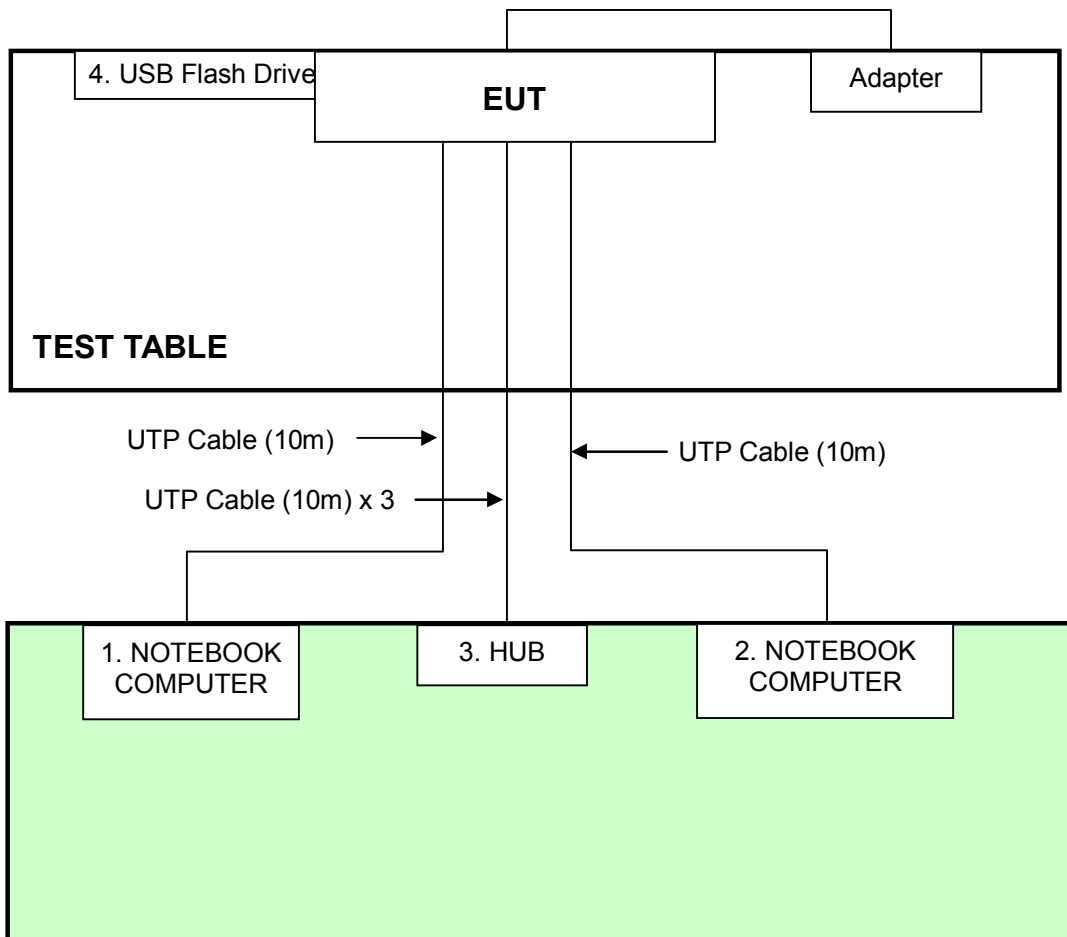 4. USB Flash Drive
EUT
Adapter
TEST TABLE
UTP Cable (10m)
UTP Cable (10m)
UTP Cable (10m) x 3
1. NOTEBOOK
COMPUTER
3. HUB
2. NOTEBOOK
COMPUTER